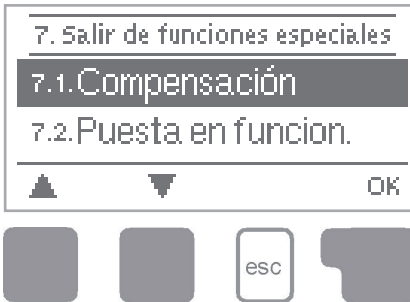 7. Salir de funciones especiales
7.1.Compensación
7.2.Puesta en funcion.
OK
esc